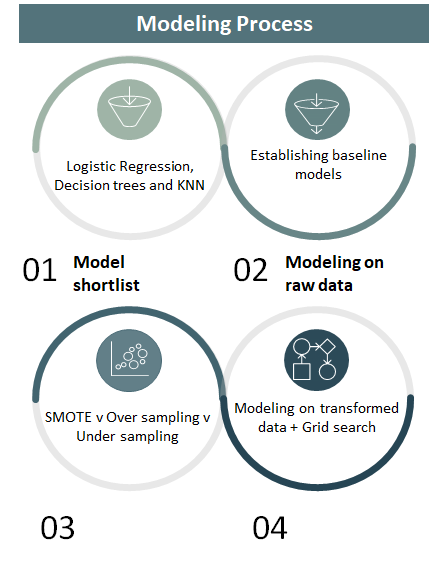 Modeling Process
Logistic Regression,
Decision trees and KNN
Establishing baseline
models
01
Model
shortlist
02
Modeling on
raw data
SMOTE v Over sampling v
Under sampling
Modeling on transformed
data + Grid search
03
04